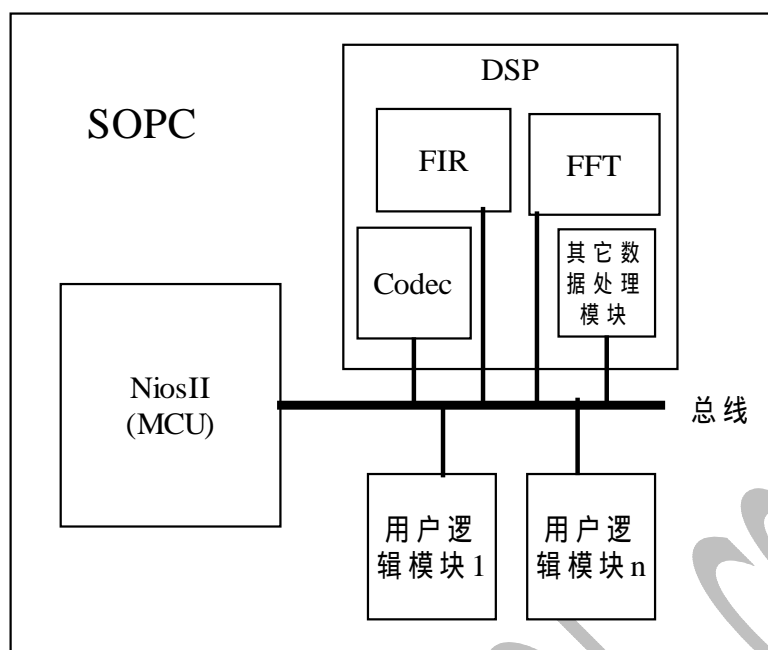 DSP
SOPC
FIR
FFT
Codec
其它数
据处理
模块
NiosII
(MCU)
总线
用户逻
辑模块1
用户逻
辑模块n